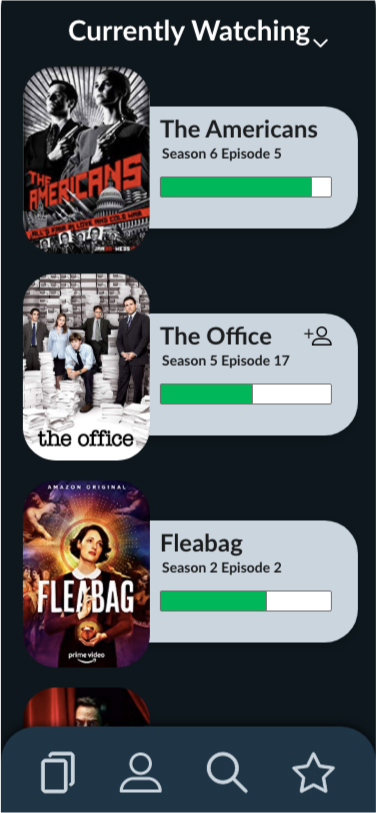 Currently Watching
THE
AMERICANS
ALL'S FAIR IN LOVE AND COLD WAR
The Americans
Season 6 Episode 5
the office
The Office
Season 5 Episode 17
AMAZON ORIGINAL
FLEABAG
prime video
Fleabag
Season 2 Episode 2